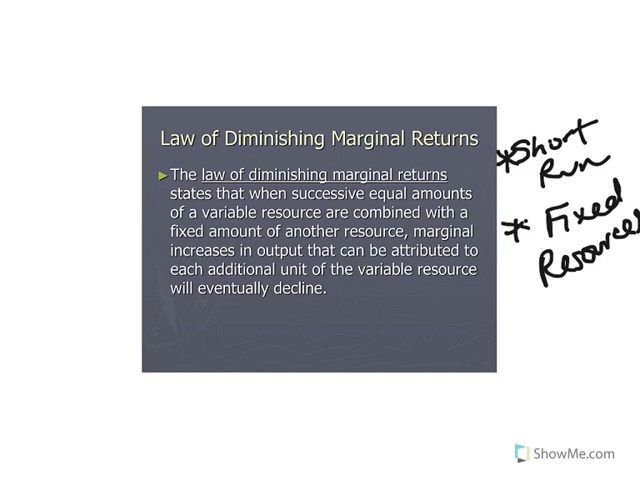 Law of Diminishing Marginal Returns
► The law of diminishing marginal returns
states that when successive equal amounts
of a variable resource are combined with a
fixed amount of another resource, marginal
increases in output that can be attributed to
each additional unit of the variable resource
will eventually decline.
*Short
Run
* Fixed
Resources
ShowMe.com